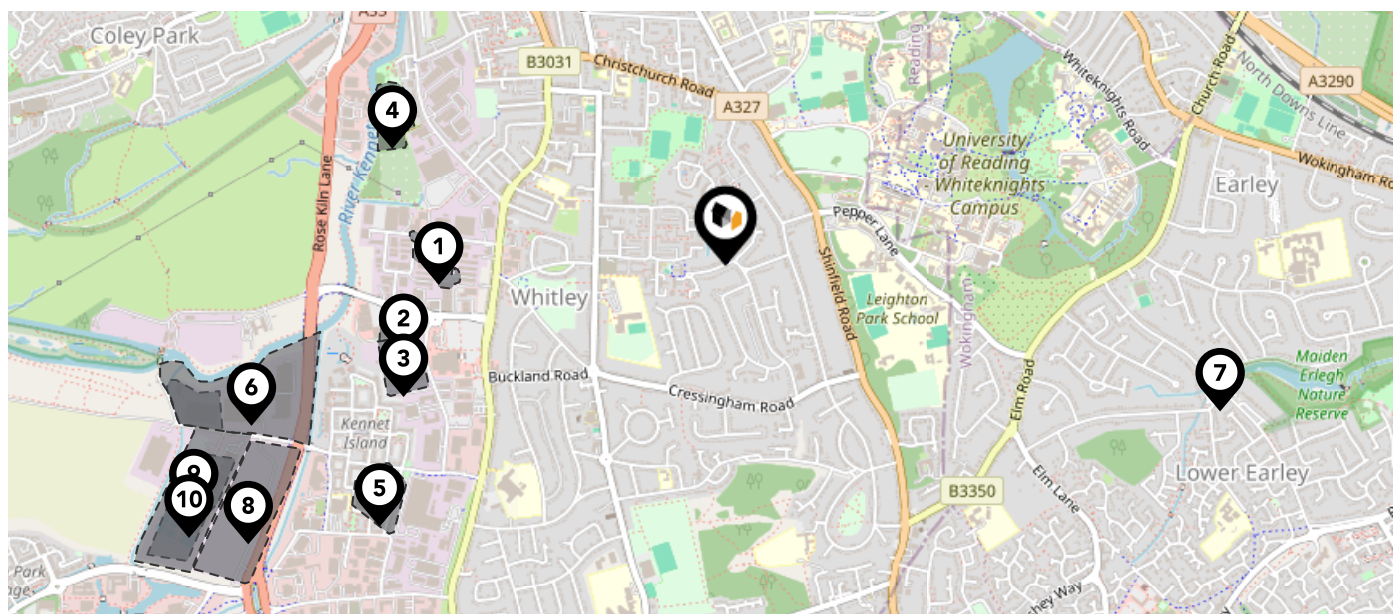 A33
Coley Park
B3031
Christchurch Road
A327
Reading
Whiteknights Road
Church Road
North Downs Line
A3290
Wokingham Ro
4
University
of Reading
Whiteknights
Campus
Earley
River Kennet
Rose Kiln Lane
Pepper Lane
1
Whitley
Shinfield Road
Leighton
Park School
Wokingham
2
3
6
Buckland Road
Cressingham Road
Elm Road
7
Maiden
Erlegh
Nature
Reserve
Kennet
Island
9
10
8
5
Lower Earley
B3350
Elm Lane
Park